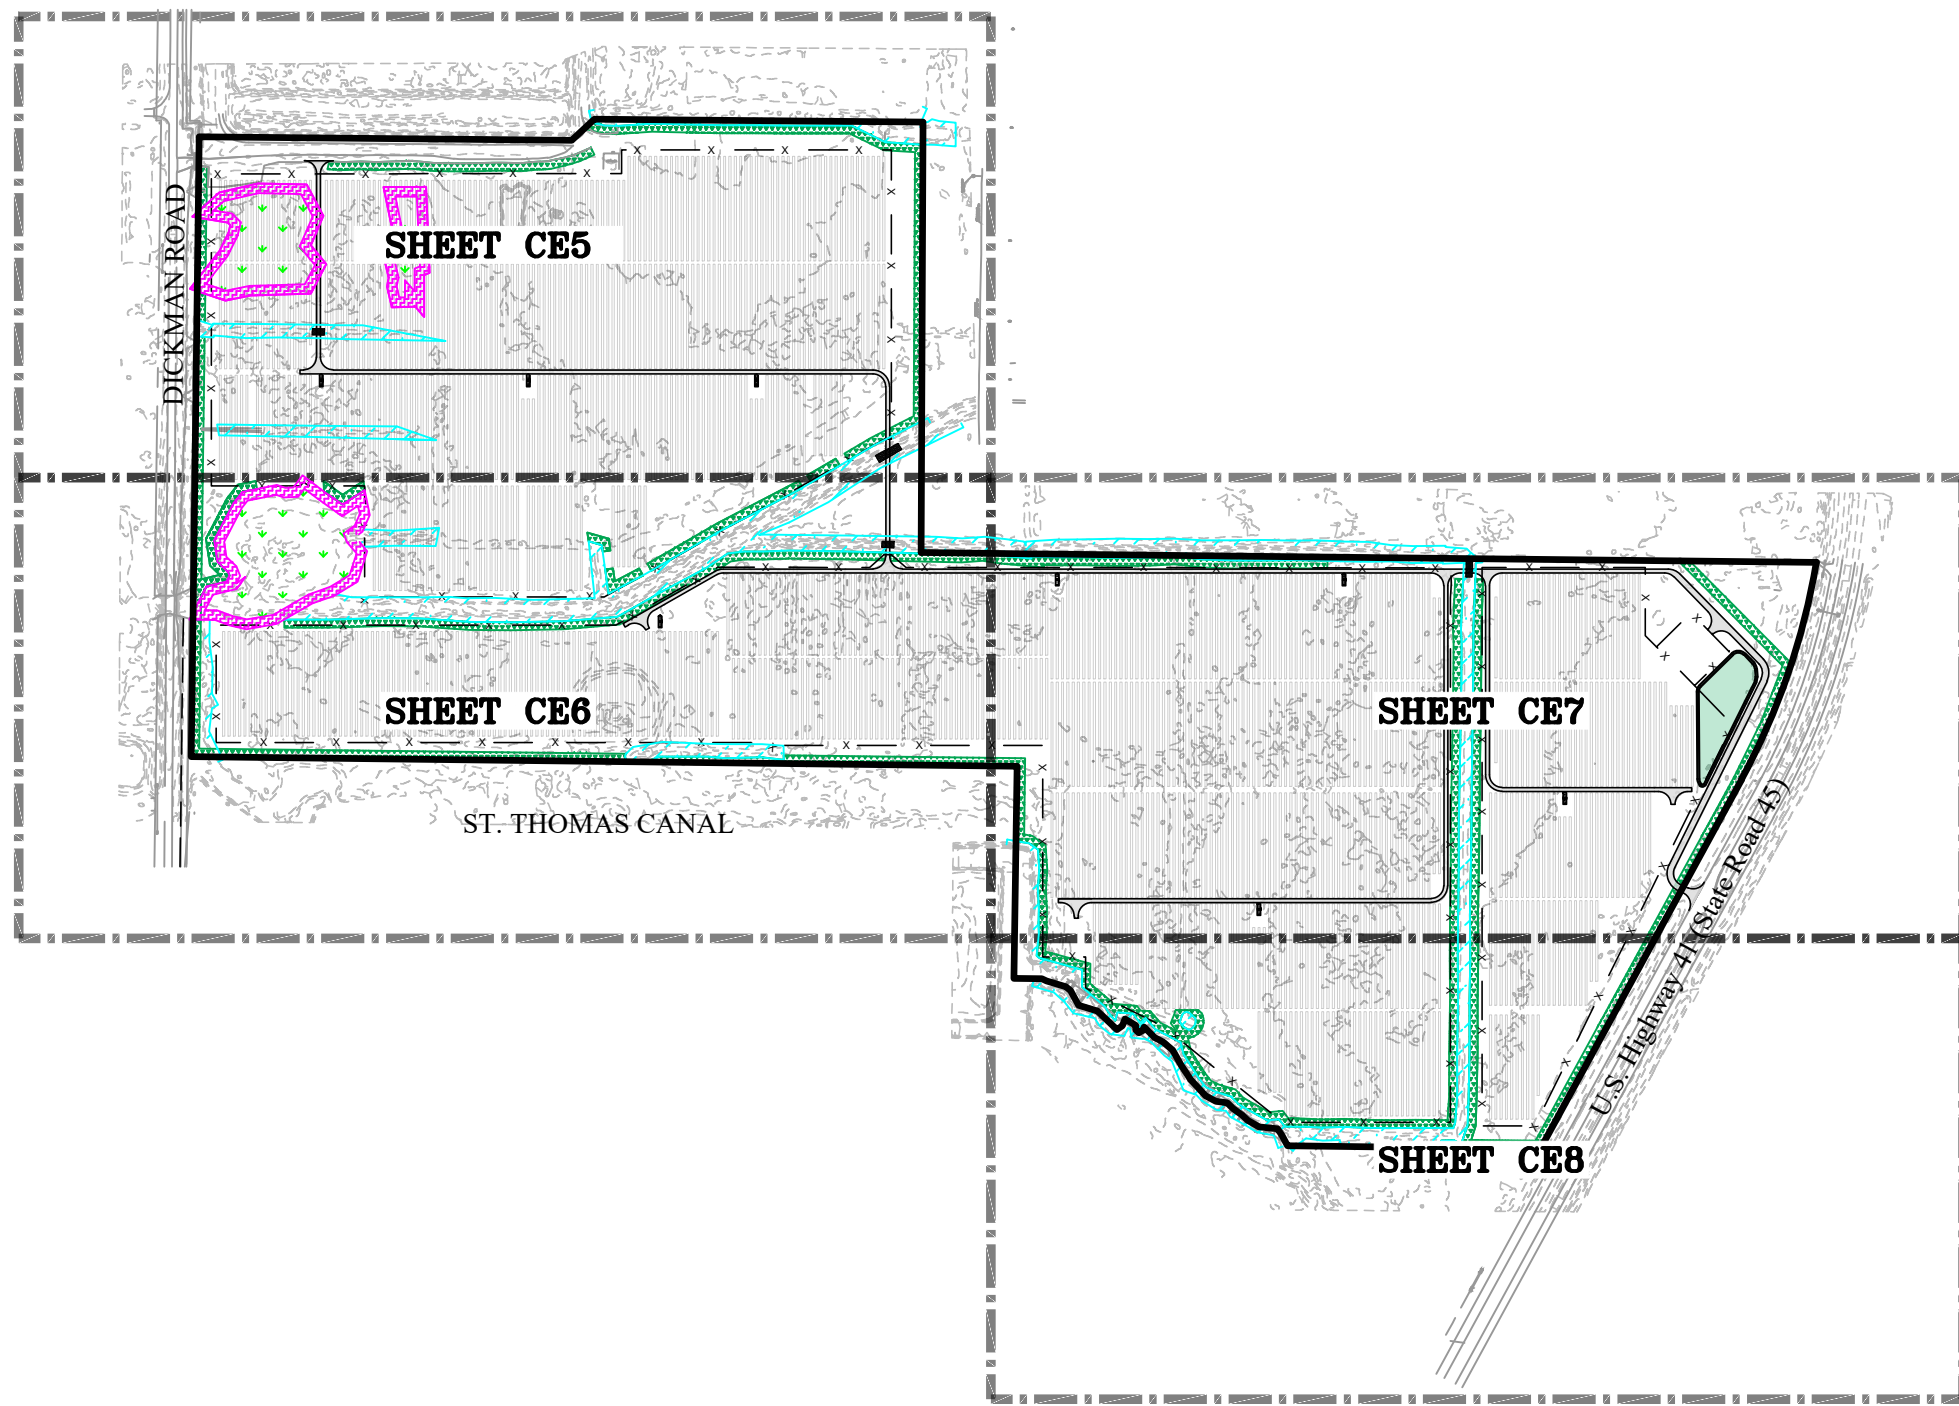 SHEET CE5
DICKMAN ROAD
SHEET CE6
SHEET CE7
ST. THOMAS CANAL
U.S. Highway 41 (State Road 45)
SHEET CE8